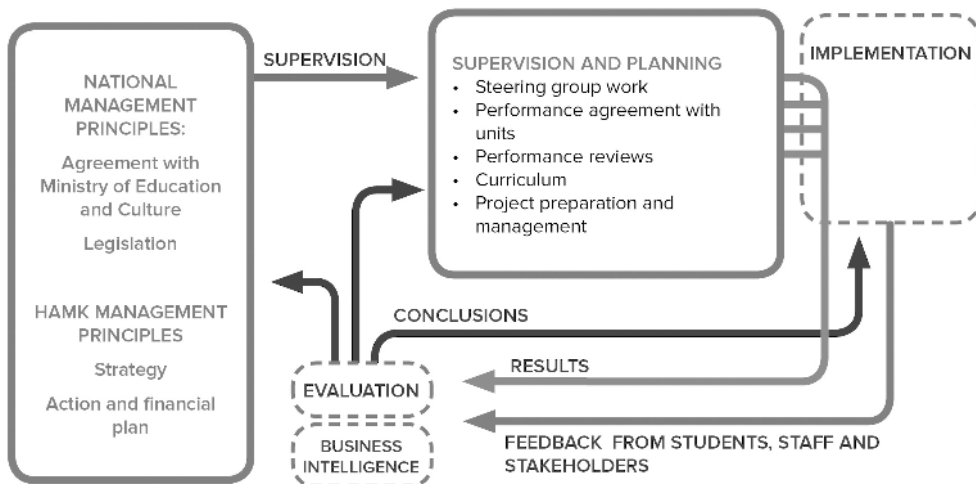 NATIONAL
MANAGEMENT
PRINCIPLES:
Agreement with
Ministry of Education
and Culture
Legislation
HAMK MANAGEMENT
PRINCIPLES
Strategy
Action and financial
plan
SUPERVISION
SUPERVISION AND PLANNING
• Steering group work
• Performance agreement with
units
• Performance reviews
• Curriculum
• Project preparation and
management
IMPLEMENTATION
CONCLUSIONS
RESULTS
EVALUATION
BUSINESS
INTELLIGENCE
FEEDBACK FROM STUDENTS, STAFF AND
STAKEHOLDERS